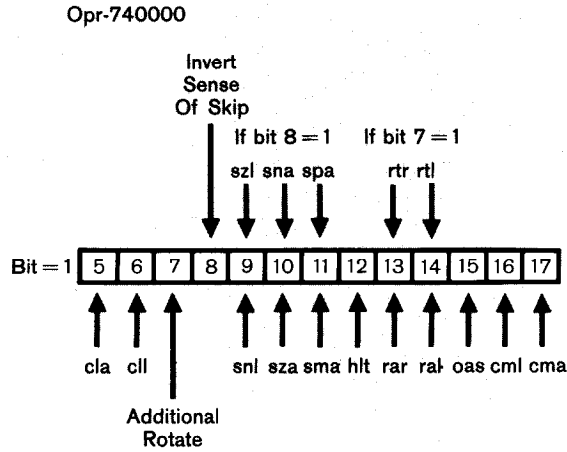 Opr-740000
Invert
Sense
Of Skip
If bit 8 = 1 If bit 7 = 1
szl sna spa rtr rtl
Bit = 1 5 6 7 8 9 10 11 12 13 14 15 16 17
cla cll snl sza sma hlt rar ral oas cml cma
Additional
Rotate